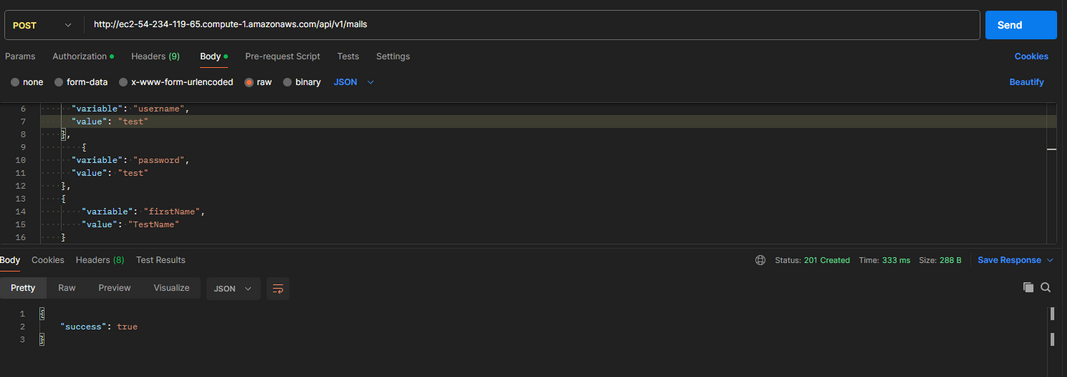 POST http://ec2-54-234-119-65.compute-1.amazonaws.com/api/v1/mails Send
Params Authorization Headers (9) Body Pre-request Script Tests Settings Cookies
none form-data x-www-form-urlencoded raw binary JSON Beautify
6 "variable": "username",
7 "value": "test"
8 },
9 {
10 "variable": "password",
11 "value": "test"
12 },
13 {
14 "variable": "firstName",
15 "value": "TestName"
16 }
Body Cookies Headers (8) Test Results Status: 201 Created Time: 333 ms Size: 288 B Save Response
Pretty Raw Preview Visualize JSON
1 {
2 "success": true
3 }